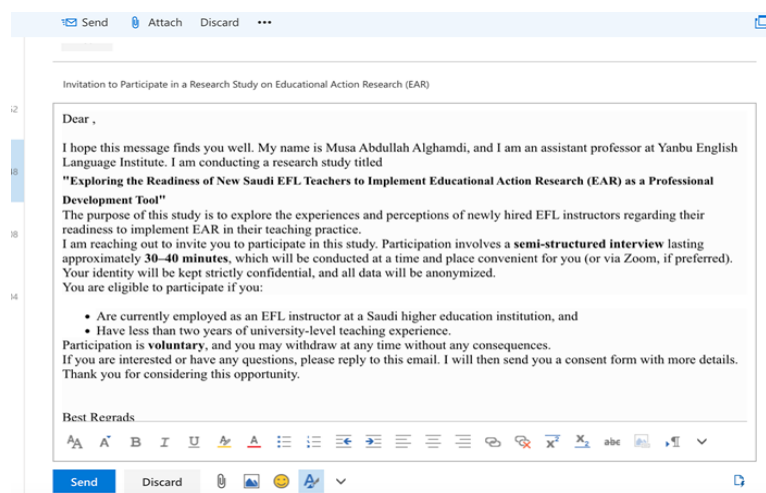 Send Attach Discard
Invitation to Participate in a Research Study on Educational Action Research (EAR)
Dear ,
I hope this message finds you well. My name is Musa Abdullah Alghamdi, and I am an assistant professor at Yanbu English
Language Institute. I am conducting a research study titled
"Exploring the Readiness of New Saudi EFL Teachers to Implement Educational Action Research (EAR) as a Professional
Development Tool"
The purpose of this study is to explore the experiences and perceptions of newly hired EFL instructors regarding their
readiness to implement EAR in their teaching practice.
I am reaching out to invite you to participate in this study. Participation involves a semi-structured interview lasting
approximately 30–40 minutes, which will be conducted at a time and place convenient for you (or via Zoom, if preferred).
Your identity will be kept strictly confidential, and all data will be anonymized.
You are eligible to participate if you:
• Are currently employed as an EFL instructor at a Saudi higher education institution, and
• Have less than two years of university-level teaching experience.
Participation is voluntary, and you may withdraw at any time without any consequences.
If you are interested or have any questions, please reply to this email. I will then send you a consent form with more details.
Thank you for considering this opportunity.
Best Regrads
Send Discard